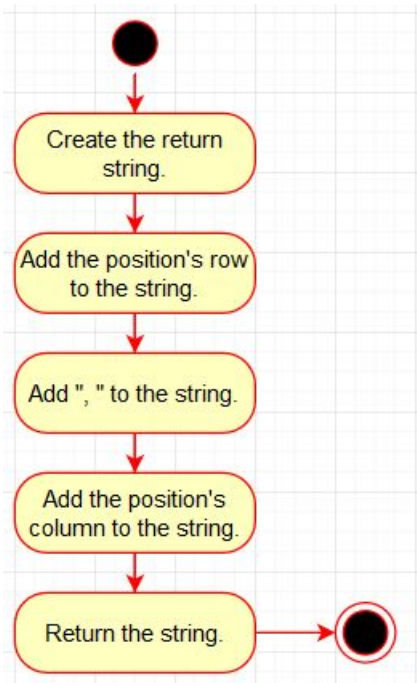 Create the return
string.
Add the position's row
to the string.
Add ", " to the string.
Add the position's
column to the string.
Return the string.